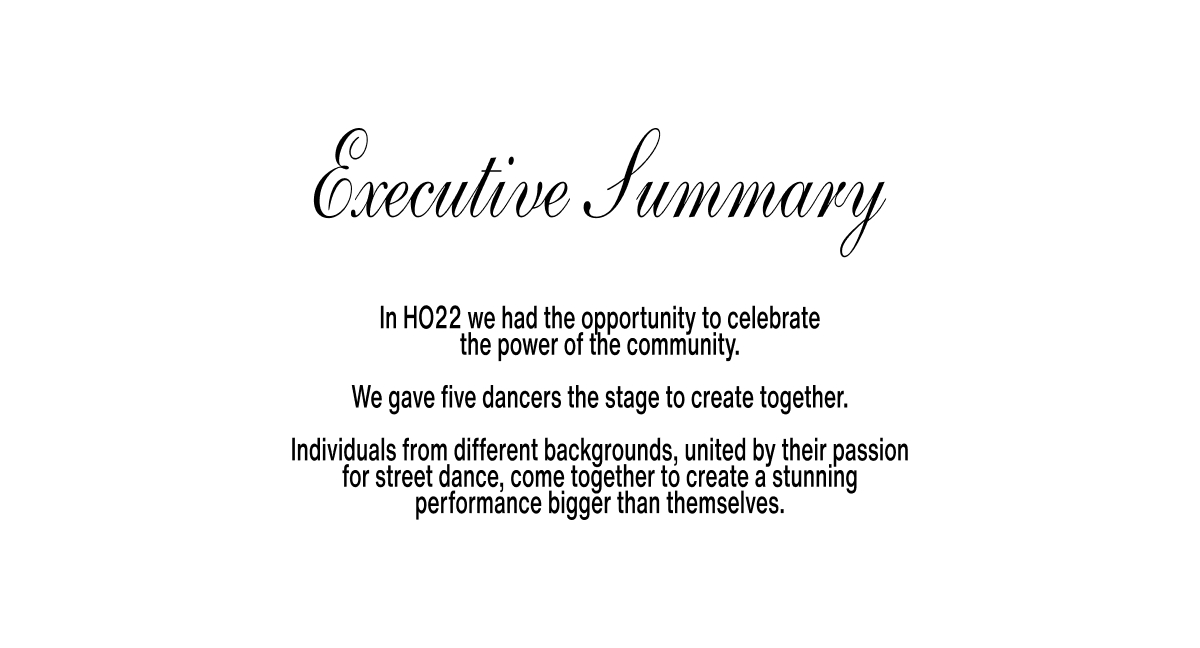 Executive Summary
In HO22 we had the opportunity to celebrate
the power of the community.
We gave five dancers the stage to create together.
Individuals from different backgrounds, united by their passion
for street dance, come together to create a stunning
performance bigger than themselves.